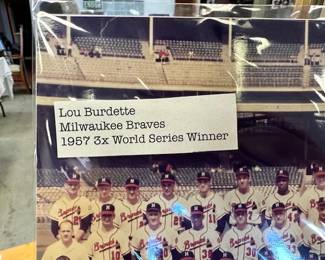 Lou Burdette
Milwaukee Braves
1957 3x World Series Winner